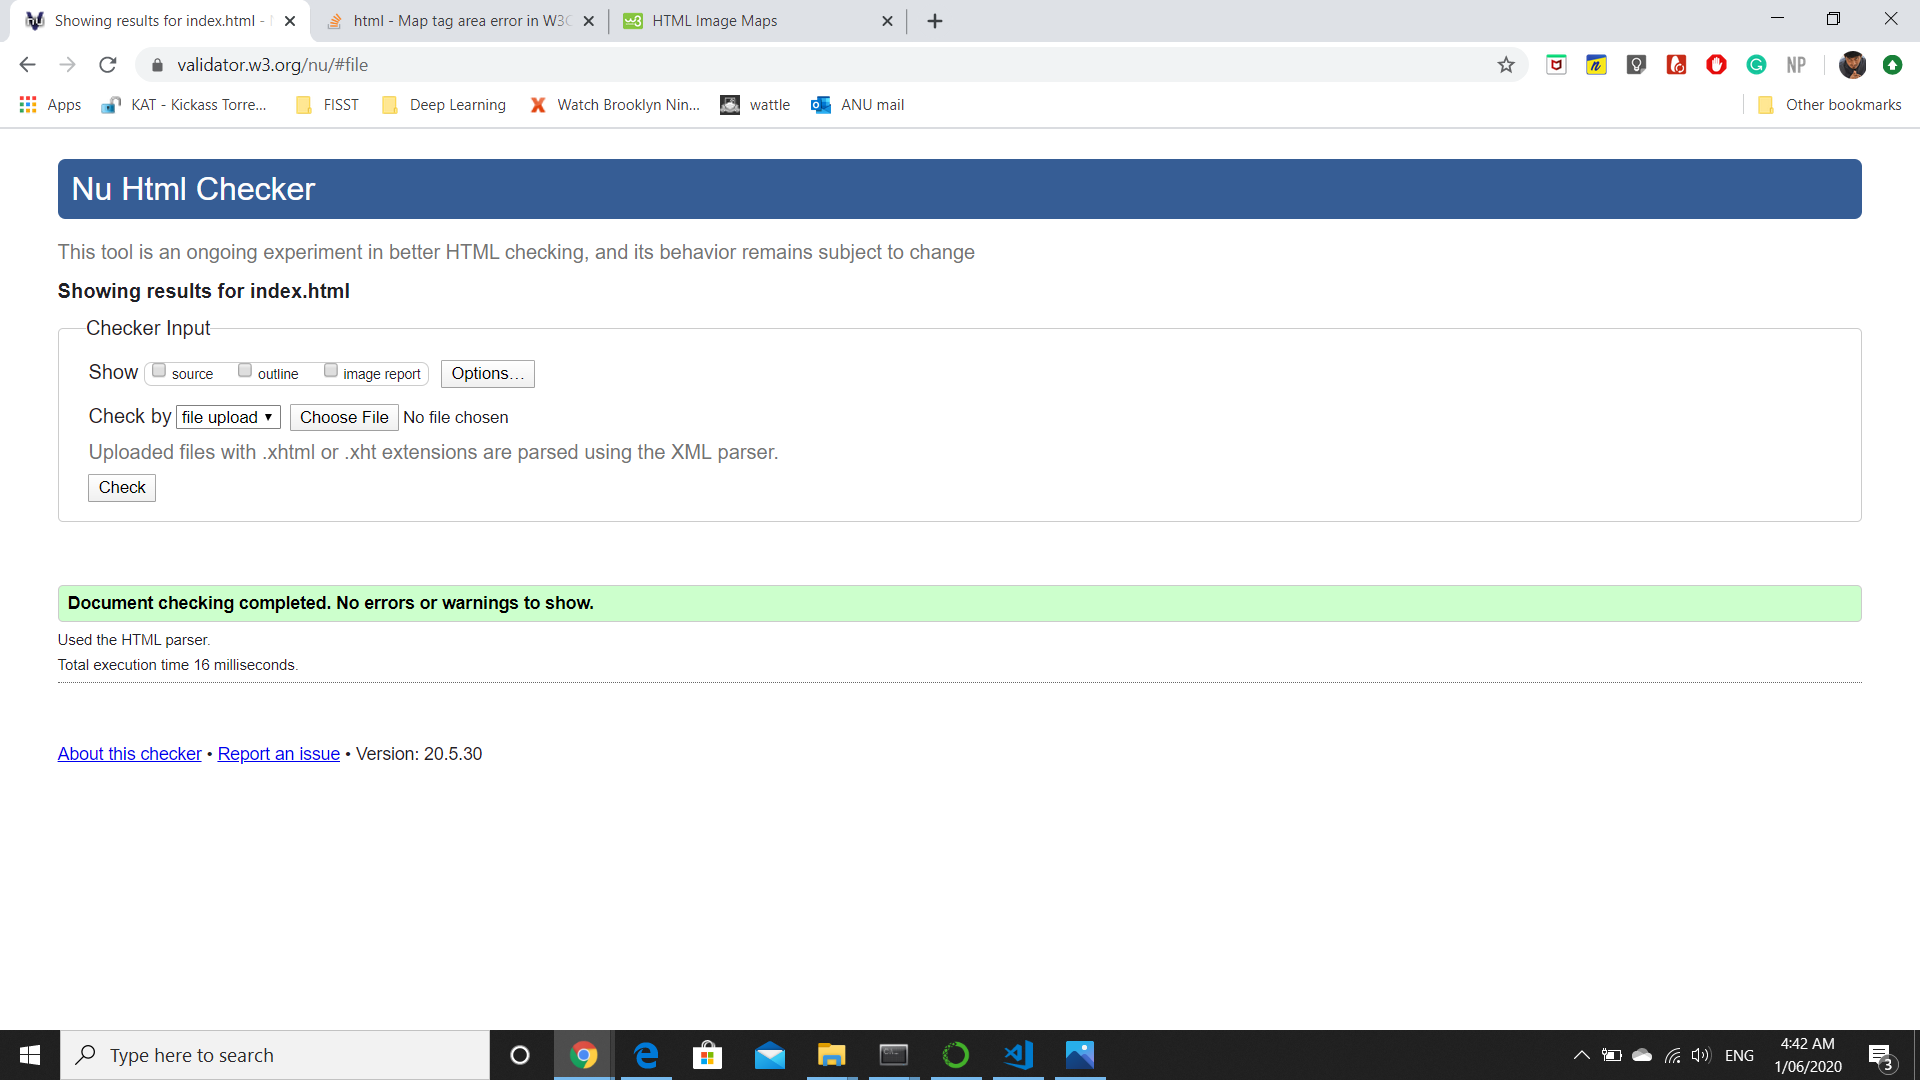 Showing results for index.html -
html - Map tag area error in W3C
HTML Image Maps
validator.w3.org/nu/#file
NP
Apps
KAT - Kickass Torre...
FISST
Deep Learning
Watch Brooklyn Nin...
wattle
ANU mail
Other bookmarks
Nu Html Checker
This tool is an ongoing experiment in better HTML checking, and its behavior remains subject to change
Showing results for index.html
Checker Input
Show source outline image report Options...
Check by file upload Choose File No file chosen
Uploaded files with .xhtml or .xht extensions are parsed using the XML parser.
Check
Document checking completed. No errors or warnings to show.
Used the HTML parser.
Total execution time 16 milliseconds.
About this checker • Report an issue • Version: 20.5.30
Type here to search
ENG
4:42 AM
1/06/2020
3